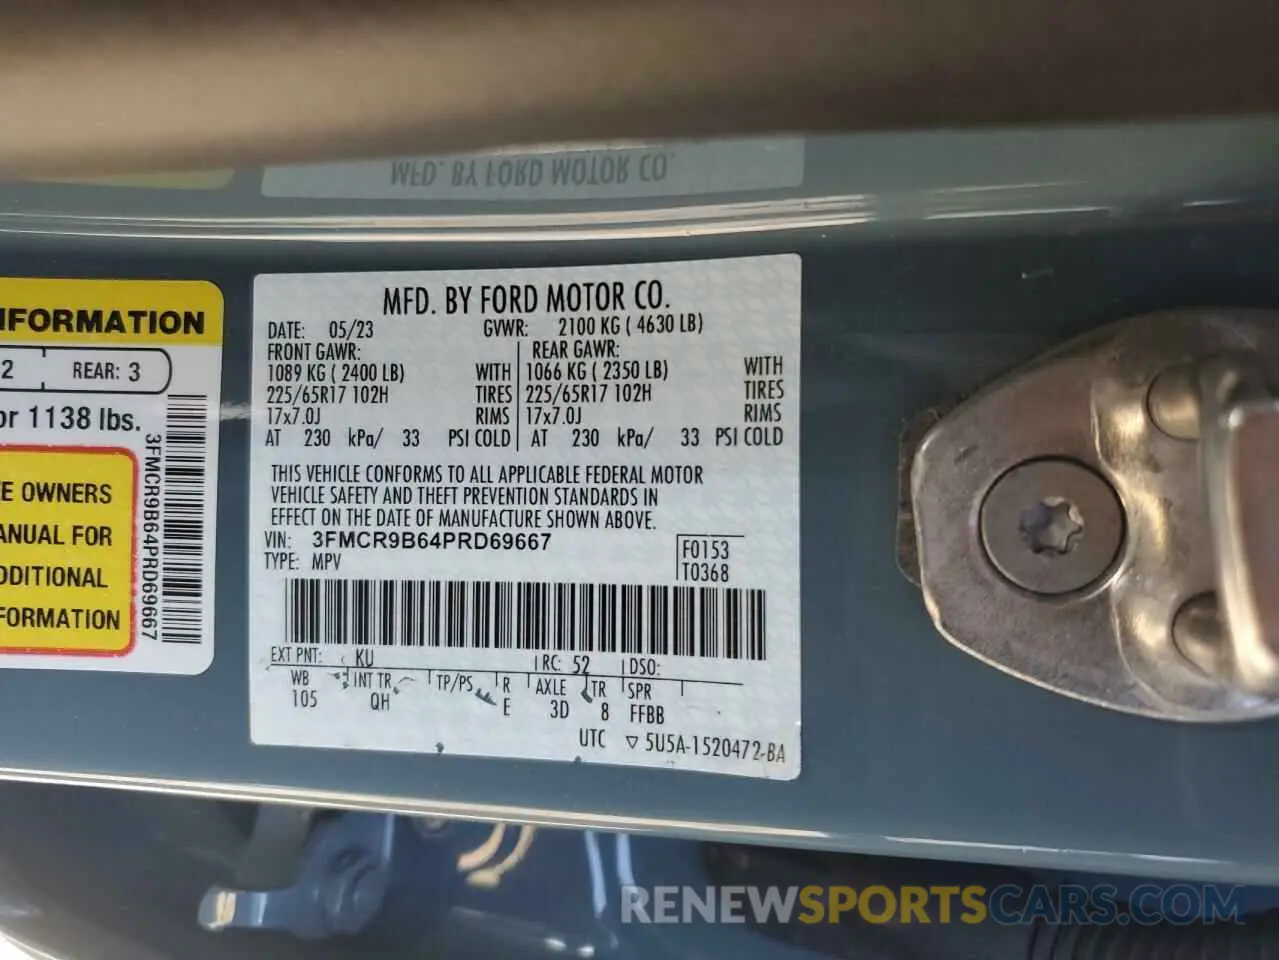 MFD. BY FORD MOTOR CO.
INFORMATION
2 REAR: 3
or 1138 lbs.
OWNERS
MANUAL FOR
ADDITIONAL
INFORMATION
3FMCR9B64PRD69667
MFD. BY FORD MOTOR CO.
DATE: 05/23 GVWR: 2100 KG ( 4630 LB)
FRONT GAWR: REAR GAWR:
1089 KG ( 2400 LB) WITH 1066 KG ( 2350 LB) WITH
225/65R17 102H TIRES 225/65R17 102H TIRES
17x7.0J RIMS 17x7.0J RIMS
AT 230 kPa/ 33 PSI COLD AT 230 kPa/ 33 PSI COLD
THIS VEHICLE CONFORMS TO ALL APPLICABLE FEDERAL MOTOR
VEHICLE SAFETY AND THEFT PREVENTION STANDARDS IN
EFFECT ON THE DATE OF MANUFACTURE SHOWN ABOVE.
VIN: 3FMCR9B64PRD69667 F0153
TYPE: MPV T0368
EXT PNT: KU RC: 52 DSO:
WB INT TR TP/PS R AXLE TR SPR
105 QH E 3D 8 FFBB
UTC ▽ 5U5A-1520472-BA
RENEWSPORTSCARS.COM